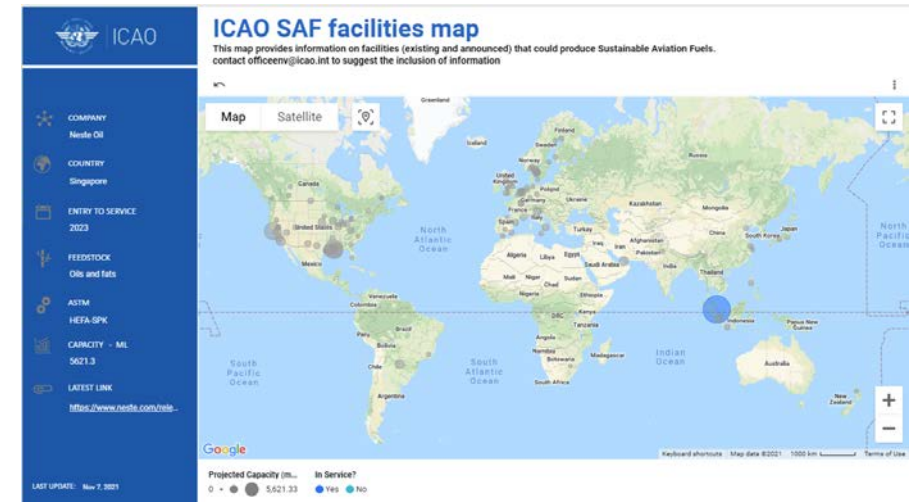 ICAO
ICAO SAF facilities map
This map provides information on facilities (existing and announced) that could produce Sustainable Aviation Fuels.
contact officeenv@icao.int to suggest the inclusion of information
COMPANY
Neste Oil
COUNTRY
Singapore
ENTRY TO SERVICE
2023
FEEDSTOCK
Oils and fats
ASTM
HEFA-SPK
CAPACITY - ML
5621.3
LATEST LINK
https://www.neste.com/rele...
LAST UPDATE: Nov 7, 2021
Map Satellite
Greenland
Iceland
Finland
Sweden
Norway
Russia
United
Kingdom
Poland
Germany
Ukraine
France
Italy
Spain
Kazakhstan
Mongolia
Canada
United States
North
Atlantic
Ocean
Turkey
Iraq
Iran
Afghanistan
Pakistan
China
South Korea
Japan
North
Pacific
Ocean
Mexico
Algeria
Libya
Egypt
Saudi Arabia
India
Thailand
Mali
Niger
Chad
Sudan
Nigeria
Ethiopia
Venezuela
Colombia
DRC
Kenya
Tanzania
Indonesia
Papua New
Guinea
Peru
Brazil
Bolivia
Angola
Namibia
Botswana
Madagascar
Indian
Ocean
Australia
Chile
South
Pacific
Ocean
South
Atlantic
Ocean
South Africa
Argentina
New
Zealand
+
−
Google
Keyboard shortcuts Map data ©2021 1000 km Terms of Use
Projected Capacity (m... In Service?
0 - 5,621.33 Yes No